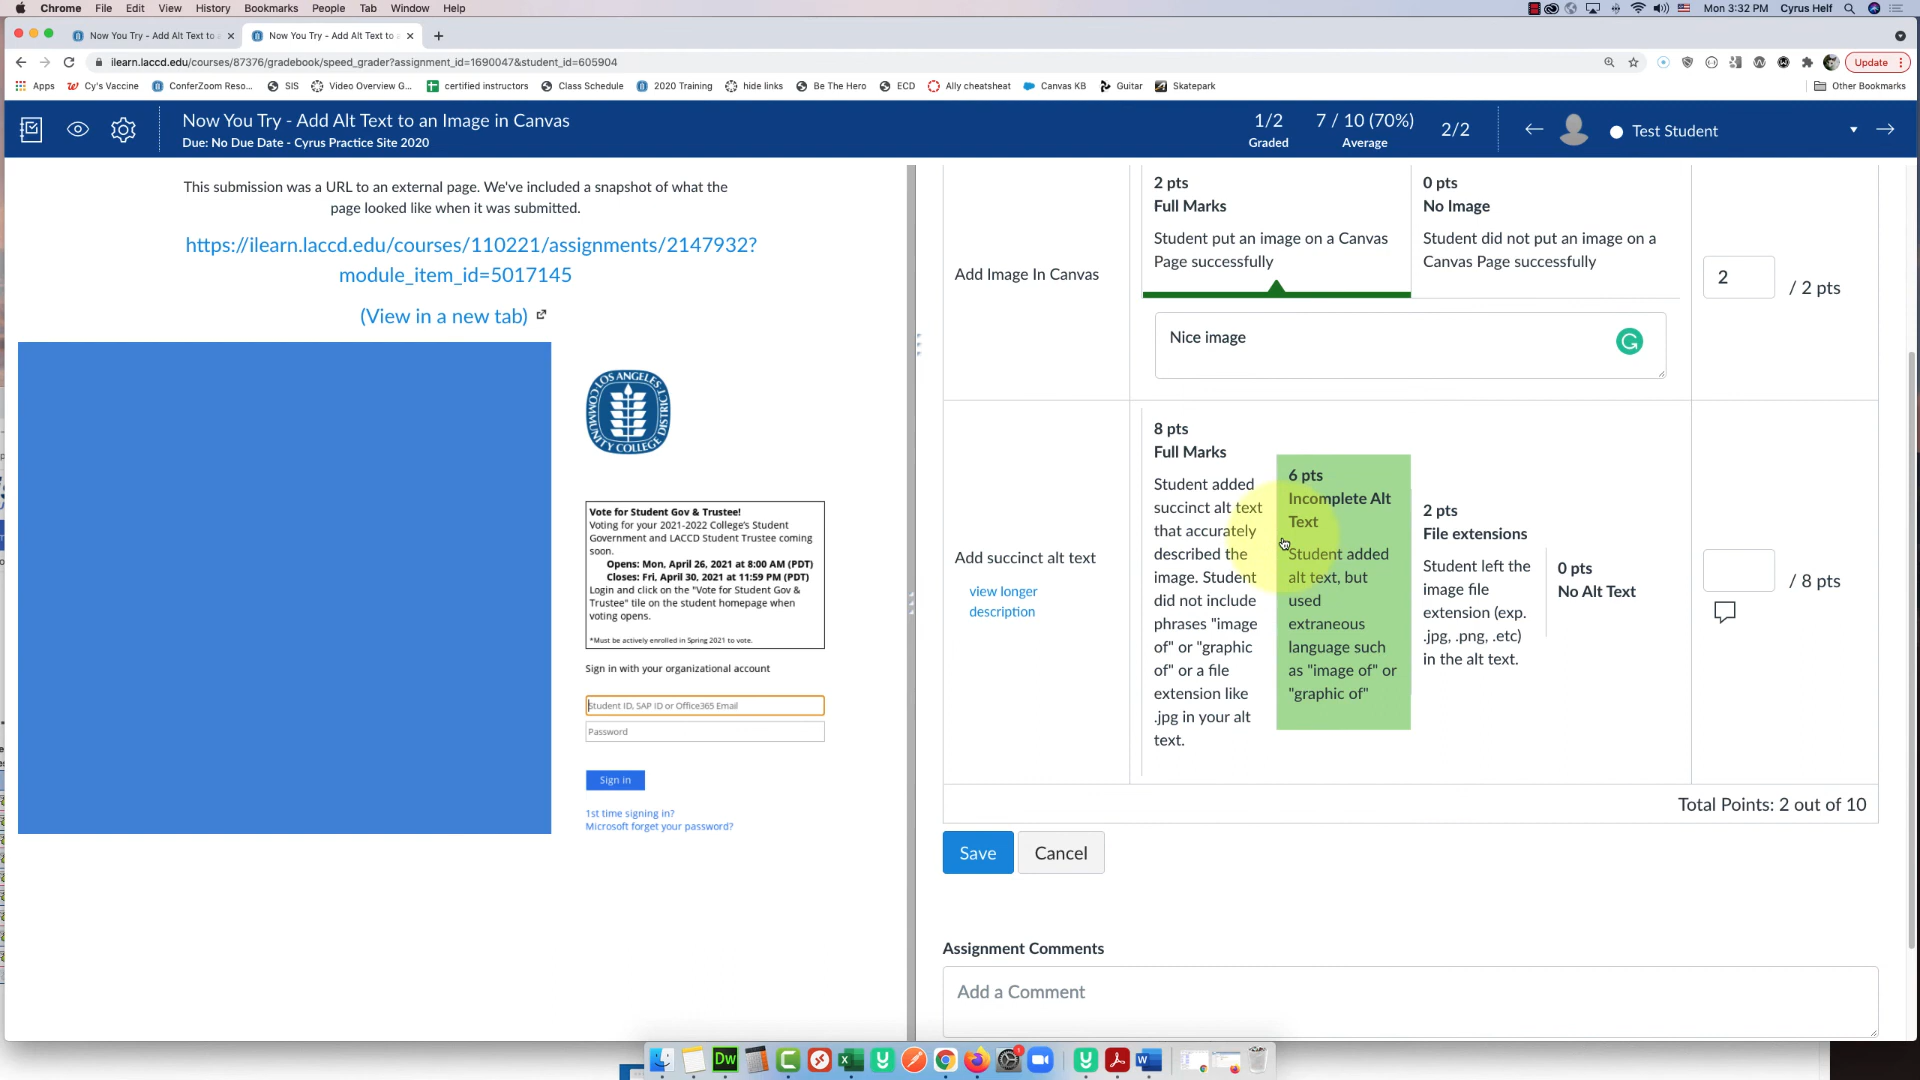 Chrome File Edit View History Bookmarks People Tab Window Help
Mon 3:32 PM Cyrus Helf
Now You Try - Add Alt Text to
Now You Try - Add Alt Text to
ilearn.laccd.edu/courses/87376/gradebook/speed_grader?assignment_id=1690047&student_id=605904
Update
Apps Cy's Vaccine ConferZoom Reso... SIS Video Overview G... certified instructors Class Schedule 2020 Training hide links Be The Hero ECD Ally cheatsheet Canvas KB Guitar Skatepark Other Bookmarks
Now You Try - Add Alt Text to an Image in Canvas
Due: No Due Date - Cyrus Practice Site 2020
1/2
Graded
7 / 10 (70%)
Average
2/2
Test Student
This submission was a URL to an external page. We've included a snapshot of what the
page looked like when it was submitted.
https://ilearn.laccd.edu/courses/110221/assignments/2147932?
module_item_id=5017145
(View in a new tab)
LOS ANGELES COMMUNITY COLLEGE DISTRICT
Vote for Student Gov & Trustee!
Voting for your 2021-2022 College's Student
Government and LACCD Student Trustee coming
soon.
Opens: Mon, April 26, 2021 at 8:00 AM (PDT)
Closes: Fri, April 30, 2021 at 11:59 PM (PDT)
Login and click on the "Vote for Student Gov &
Trustee" tile on the student homepage when
voting opens.
*Must be actively enrolled in Spring 2021 to vote.
Sign in with your organizational account
Student ID, SAP ID or Office365 Email
Password
Sign in
1st time signing in?
Microsoft forget your password?
Add Image In Canvas
2 pts
Full Marks
Student put an image on a Canvas
Page successfully
0 pts
No Image
Student did not put an image on a
Canvas Page successfully
2
/ 2 pts
Nice image
Add succinct alt text
view longer
description
8 pts
Full Marks
Student added
succinct alt text
that accurately
described the
image. Student
did not include
phrases "image
of" or "graphic
of" or a file
extension like
.jpg in your alt
text.
6 pts
Incomplete Alt
Text
Student added
alt text, but
used
extraneous
language such
as "image of" or
"graphic of"
2 pts
File extensions
Student left the
image file
extension (exp.
.jpg, .png, .etc)
in the alt text.
0 pts
No Alt Text
/ 8 pts
Total Points: 2 out of 10
Save
Cancel
Assignment Comments
Add a Comment
Dw